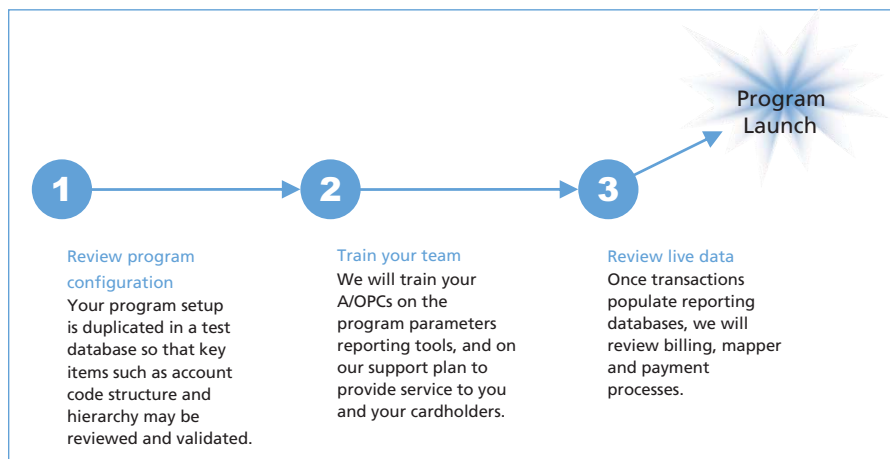 Program
Launch
1
2
3
Review program
configuration
Your program setup
is duplicated in a test
database so that key
items such as account
code structure and
hierarchy may be
reviewed and validated.
Train your team
We will train your
A/OPCs on the
program parameters
reporting tools, and on
our support plan to
provide service to you
and your cardholders.
Review live data
Once transactions
populate reporting
databases, we will
review billing, mapper
and payment
processes.